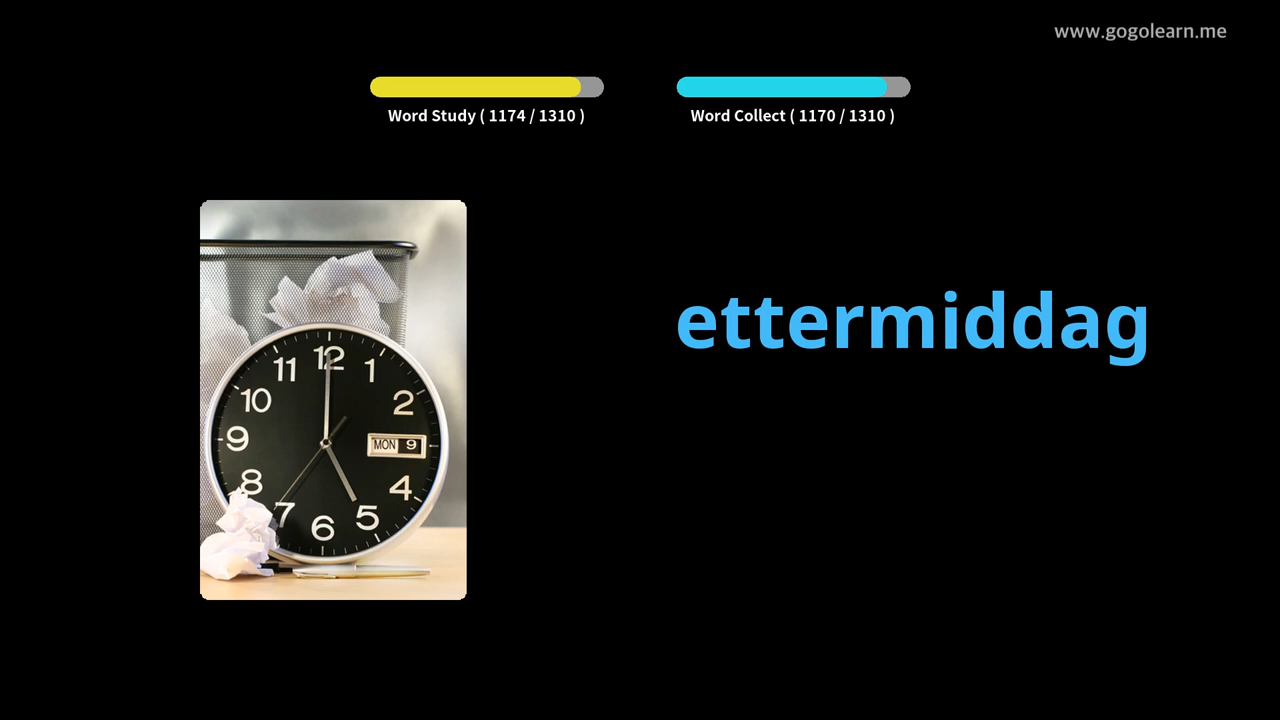 www.gogolearn.me
Word Study ( 1174 / 1310 )
Word Collect ( 1170 / 1310 )
ettermiddag
12
11
1
10
2
9
MON 9
8
4
7
5
6